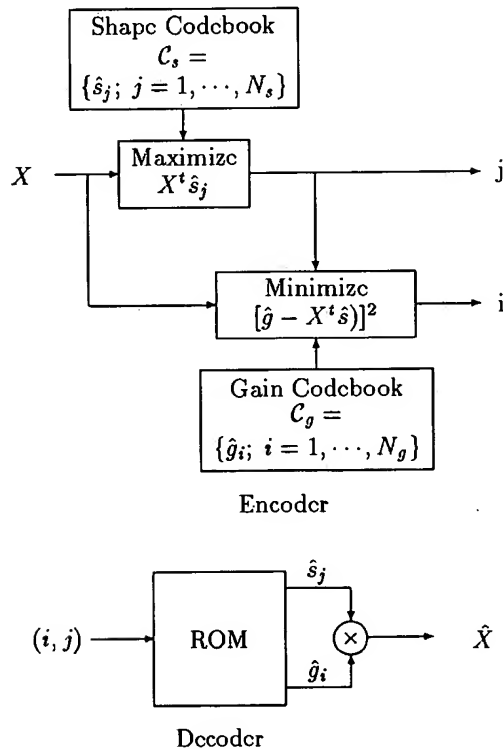 Shape Codebook
𝒞ₛ =
{ŝⱼ; j = 1, ⋯, Nₛ}
X
Maximize
Xᵗŝⱼ
j
Minimize
[ĝ − Xᵗŝ)]²
i
Gain Codebook
𝒞_g =
{ĝᵢ; i = 1, ⋯, N_g}
Encoder
(i, j)
ROM
ŝⱼ
×
ĝᵢ
X̂
Decoder